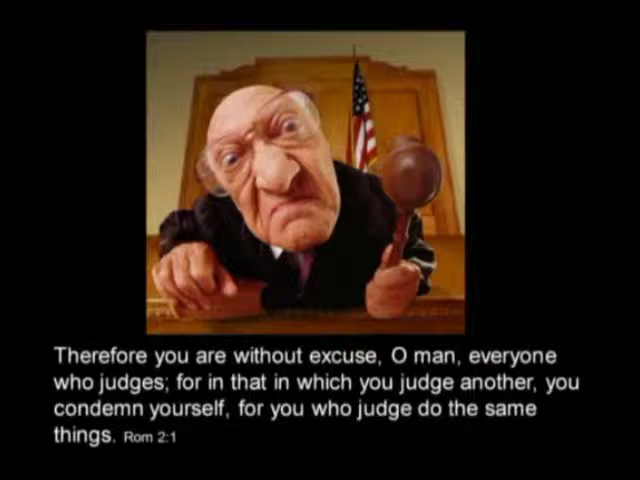 Therefore you are without excuse, O man, everyone
who judges; for in that in which you judge another, you
condemn yourself, for you who judge do the same
things. Rom 2:1